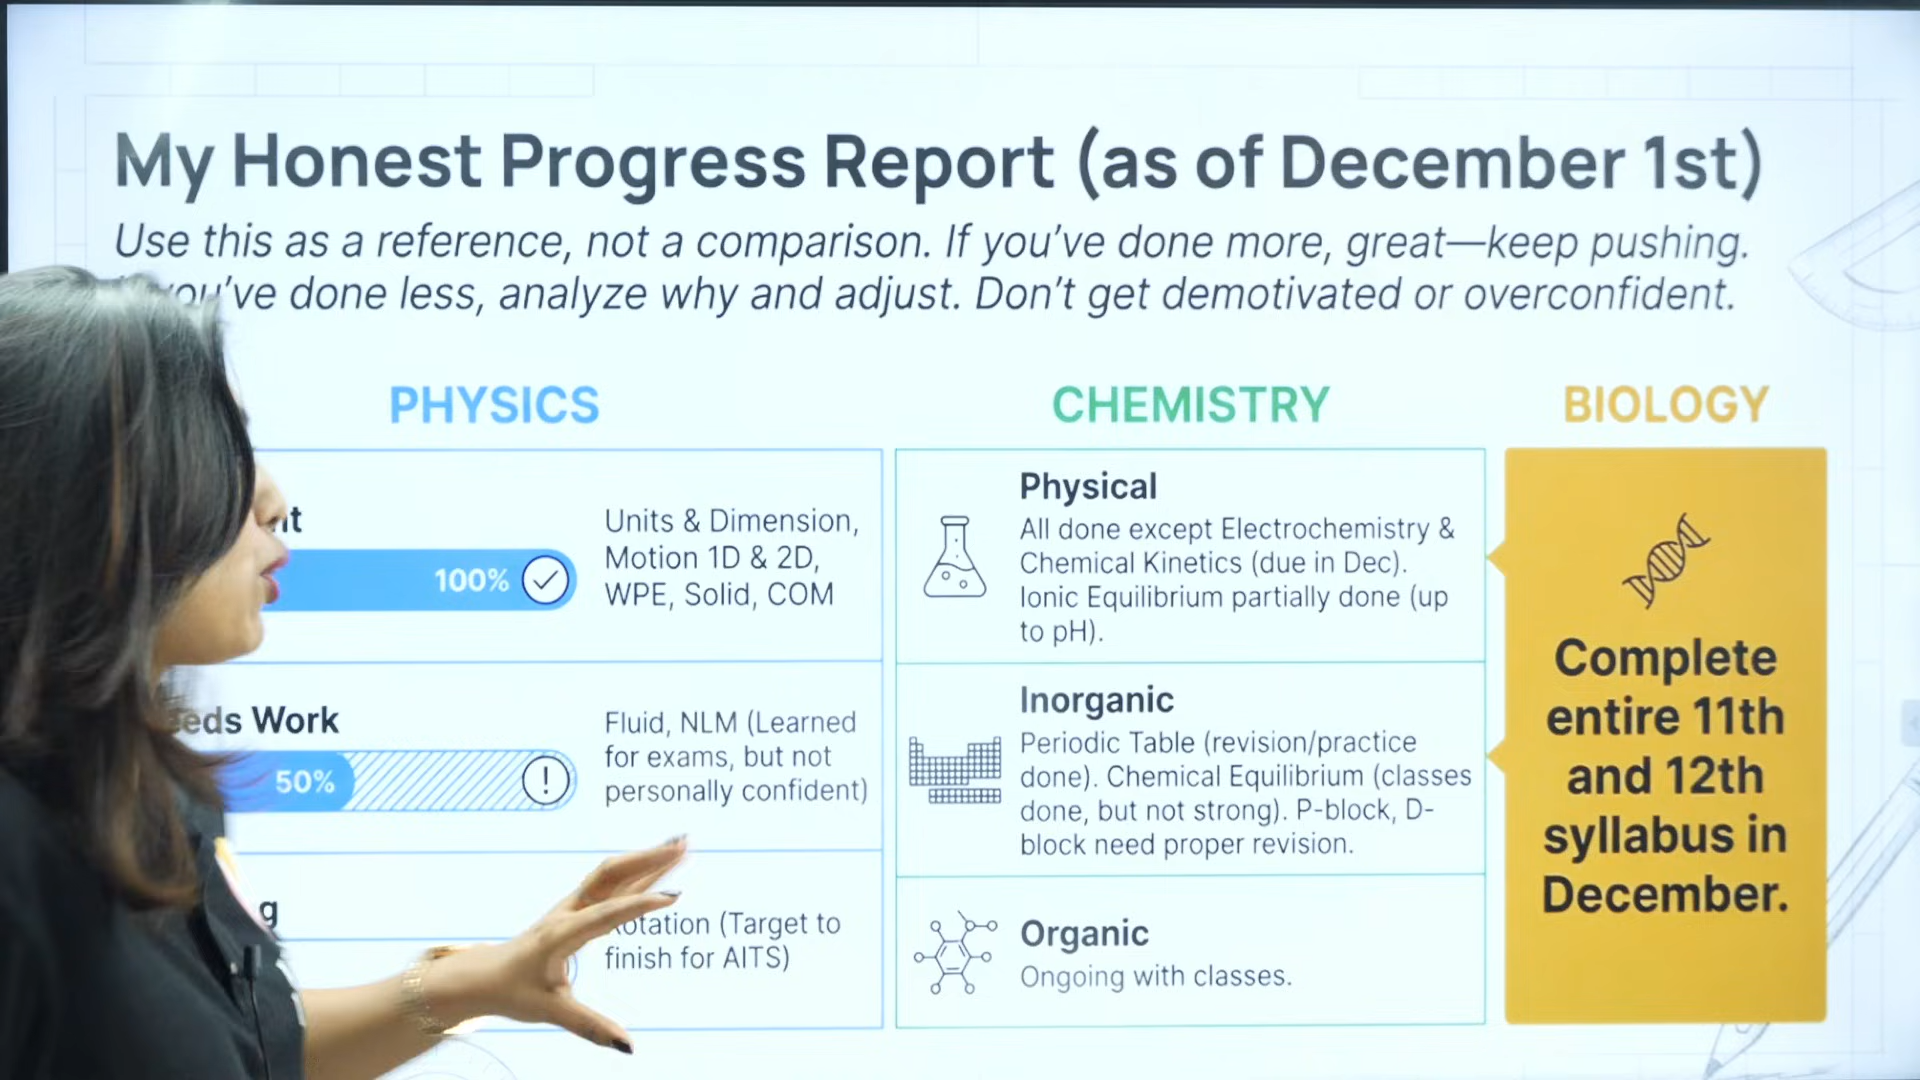 My Honest Progress Report (as of December 1st)
Use this as a reference, not a comparison. If you've done more, great—keep pushing.
you've done less, analyze why and adjust. Don't get demotivated or overconfident.
PHYSICS
100%
Units & Dimension,
Motion 1D & 2D,
WPE, Solid, COM
Work
50%
!
Fluid, NLM (Learned
for exams, but not
personally confident)
(Target to
finish for AITS)
CHEMISTRY
Physical
All done except Electrochemistry &
Chemical Kinetics (due in Dec).
Ionic Equilibrium partially done (up
to pH).
Inorganic
Periodic Table (revision/practice
done). Chemical Equilibrium (classes
done, but not strong). P-block, D-
block need proper revision.
Organic
Ongoing with classes.
BIOLOGY
Complete
entire 11th
and 12th
syllabus in
December.